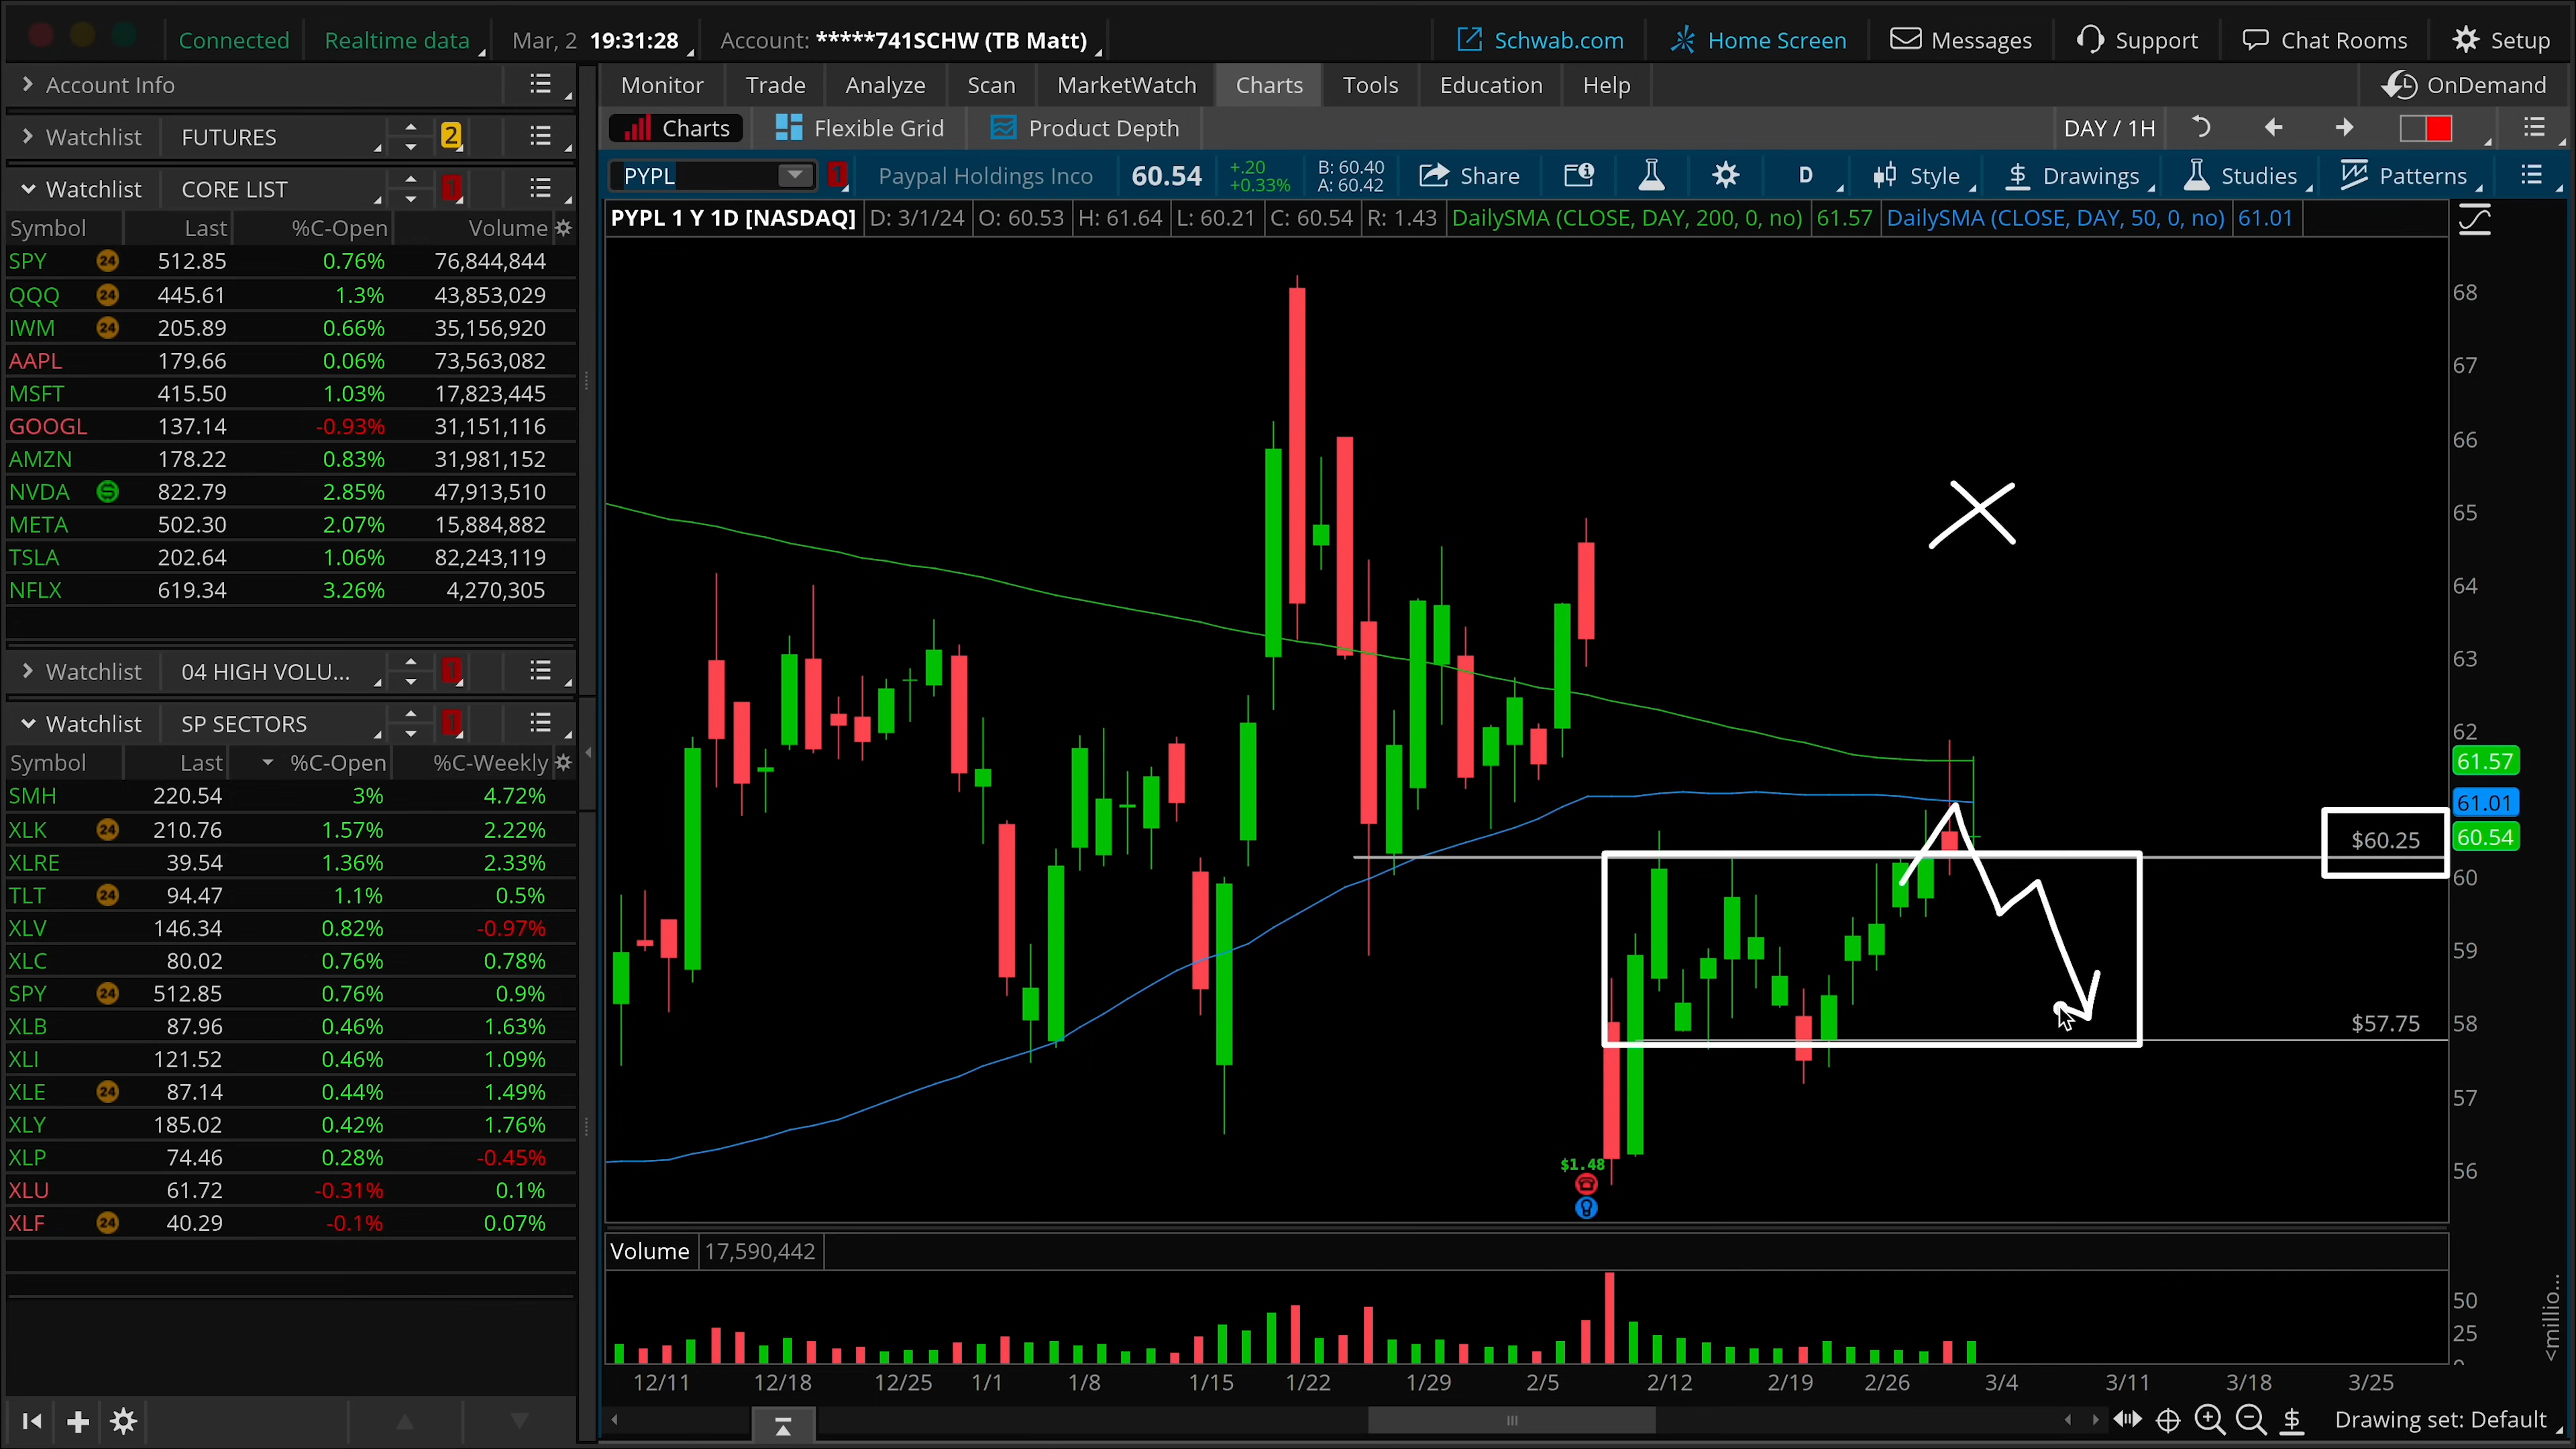 Connected Realtime data Mar, 2 19:31:28 Account: *****741SCHW (TB Matt) Schwab.com Home Screen Messages Support Chat Rooms Setup
Account Info
Monitor Trade Analyze Scan MarketWatch Charts Tools Education Help OnDemand
Watchlist FUTURES 2
Charts Flexible Grid Product Depth DAY / 1H
Watchlist CORE LIST 1
PYPL 1 Paypal Holdings Inco 60.54 +.20 +0.33% B: 60.40 A: 60.42 Share D Style Drawings Studies Patterns
Symbol Last %C-Open Volume
PYPL 1 Y 1D [NASDAQ] D: 3/1/24 O: 60.53 H: 61.64 L: 60.21 C: 60.54 R: 1.43 DailySMA (CLOSE, DAY, 200, 0, no) 61.57 DailySMA (CLOSE, DAY, 50, 0, no) 61.01
SPY 24 512.85 0.76% 76,844,844
QQQ 24 445.61 1.3% 43,853,029
IWM 24 205.89 0.66% 35,156,920
AAPL 179.66 0.06% 73,563,082
MSFT 415.50 1.03% 17,823,445
GOOGL 137.14 -0.93% 31,151,116
AMZN 178.22 0.83% 31,981,152
NVDA 822.79 2.85% 47,913,510
META 502.30 2.07% 15,884,882
TSLA 202.64 1.06% 82,243,119
NFLX 619.34 3.26% 4,270,305
Watchlist 04 HIGH VOLU... 1
Watchlist SP SECTORS 1
Symbol Last %C-Open %C-Weekly
SMH 220.54 3% 4.72%
XLK 24 210.76 1.57% 2.22%
XLRE 39.54 1.36% 2.33%
TLT 24 94.47 1.1% 0.5%
XLV 146.34 0.82% -0.97%
XLC 80.02 0.76% 0.78%
SPY 24 512.85 0.76% 0.9%
XLB 87.96 0.46% 1.63%
XLI 121.52 0.46% 1.09%
XLE 24 87.14 0.44% 1.49%
XLY 185.02 0.42% 1.76%
XLP 74.46 0.28% -0.45%
XLU 61.72 -0.31% 0.1%
XLF 24 40.29 -0.1% 0.07%
68
67
66
65
64
63
62
61.57
61.01
$60.25 60.54
60
59
$57.75 58
57
$1.48
56
Volume 17,590,442
50
25
<millio...
12/11 12/18 12/25 1/1 1/8 1/15 1/22 1/29 2/5 2/12 2/19 2/26 3/4 3/11 3/18 3/25
Drawing set: Default